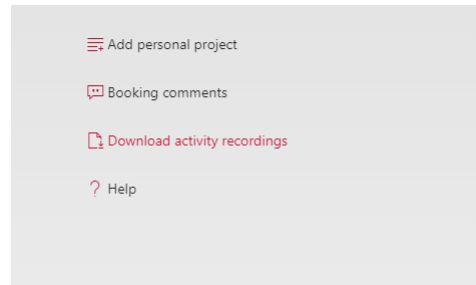 Add personal project
Booking comments
Download activity recordings
Help